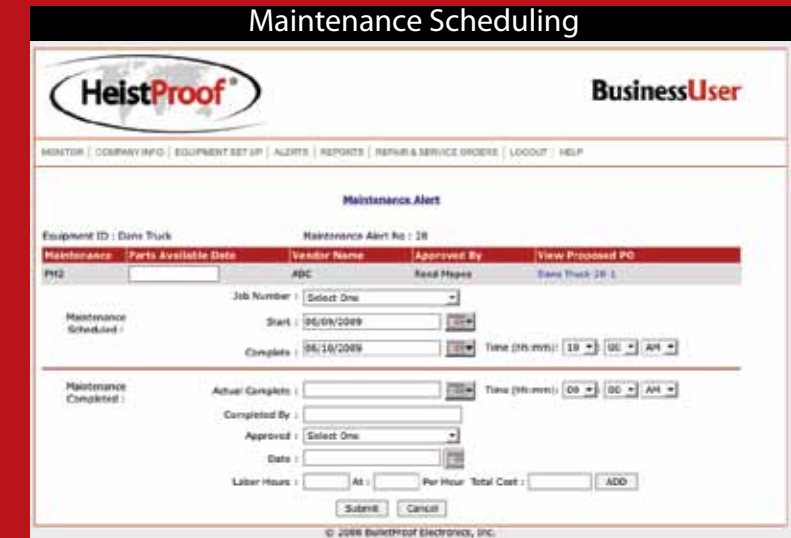 Maintenance Scheduling
HeistProof®
BusinessUser
MONITOR | COMPANY INFO | EQUIPMENT SET UP | ALERTS | REPORTS | REPAIR & SERVICE ORDERS | LOGOUT | HELP
Maintenance Alert
Equipment ID : Dans Truck Maintenance Alert No : 28
Maintenance Parts Available Date Vendor Name Approved By View Proposed PO
PM2 ABC Dans Truck 28 1
Job Number : Select One
Maintenance Scheduled : Start : 06/09/2009
Complete : 06/10/2009 Time (hh:mm): 10 : 00 AM
Maintenance Completed : Actual Complete : Time (hh:mm): 00 AM
Completed By :
Approved : Select One
Date :
Labor Hours : At : Per Hour Total Cost : ADD
Submit Cancel
© 2008 BulletProof Electronics, Inc.